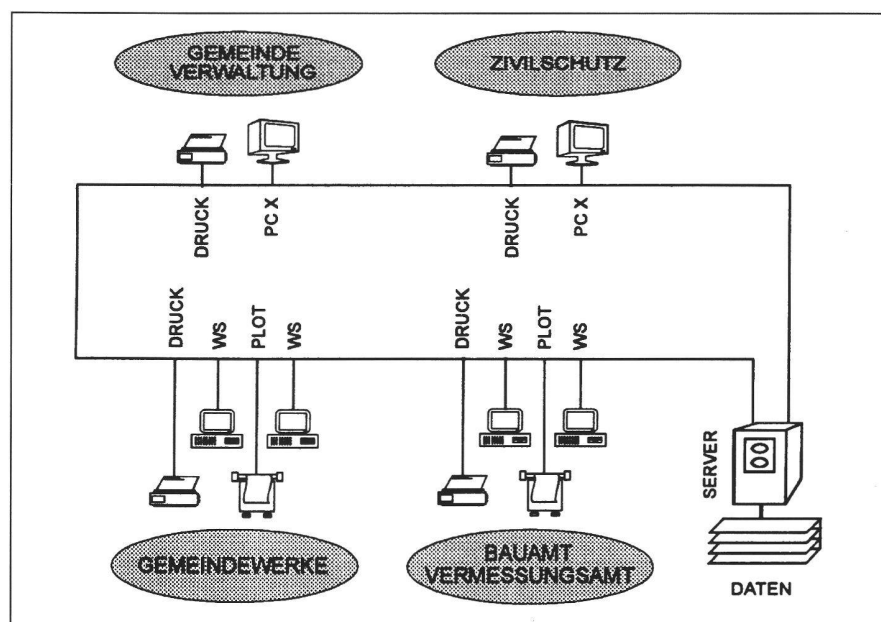 GEMEINDE
VERWALTUNG
ZIVILSCHUTZ
DRUCK
PC X
DRUCK
PC X
DRUCK
WS
PLOT
WS
DRUCK
WS
PLOT
WS
SERVER
GEMEINDEWERKE
BAUAMT
VERMESSUNGSAMT
DATEN